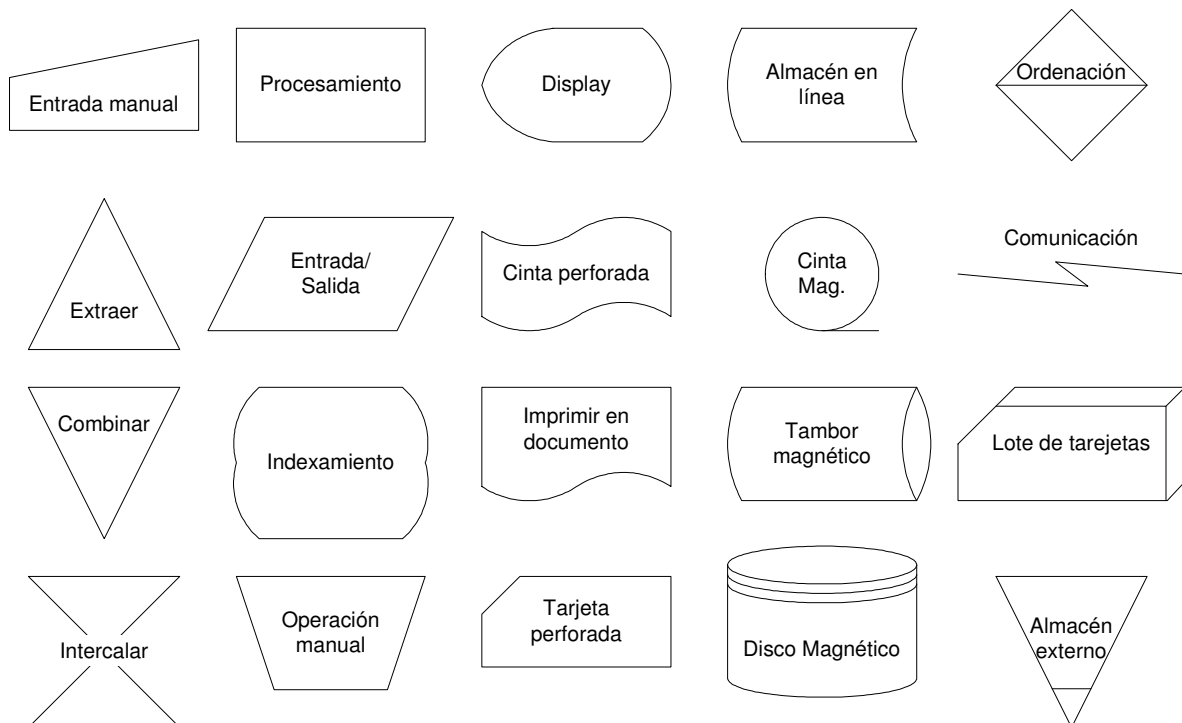 Entrada manual
Procesamiento
Display
Almacén en
línea
Ordenación
Extraer
Entrada/
Salida
Cinta perforada
Cinta
Mag.
Comunicación
Combinar
Indexamiento
Imprimir en
documento
Tambor
magnético
Lote de tarejetas
Intercalar
Operación
manual
Tarjeta
perforada
Disco Magnético
Almacén
externo